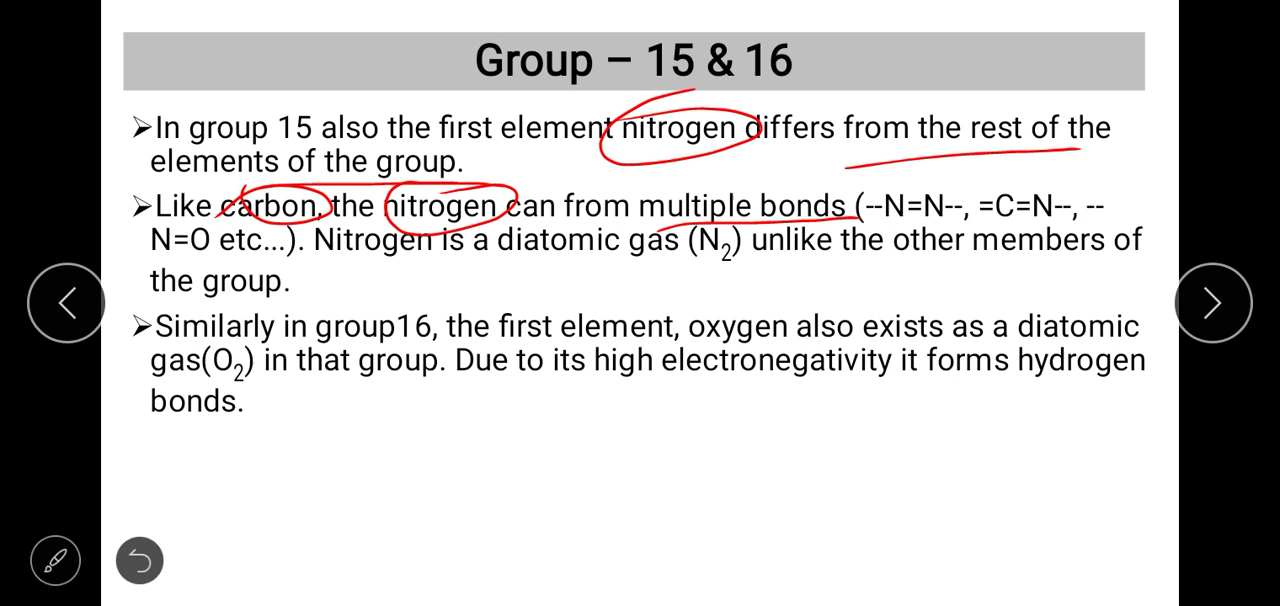 Group – 15 & 16
➢In group 15 also the first element nitrogen differs from the rest of the
elements of the group.
➢Like carbon, the nitrogen can from multiple bonds (--N=N--, =C=N--, --
N=O etc...). Nitrogen is a diatomic gas (N₂) unlike the other members of
the group.
➢Similarly in group16, the first element, oxygen also exists as a diatomic
gas(O₂) in that group. Due to its high electronegativity it forms hydrogen
bonds.